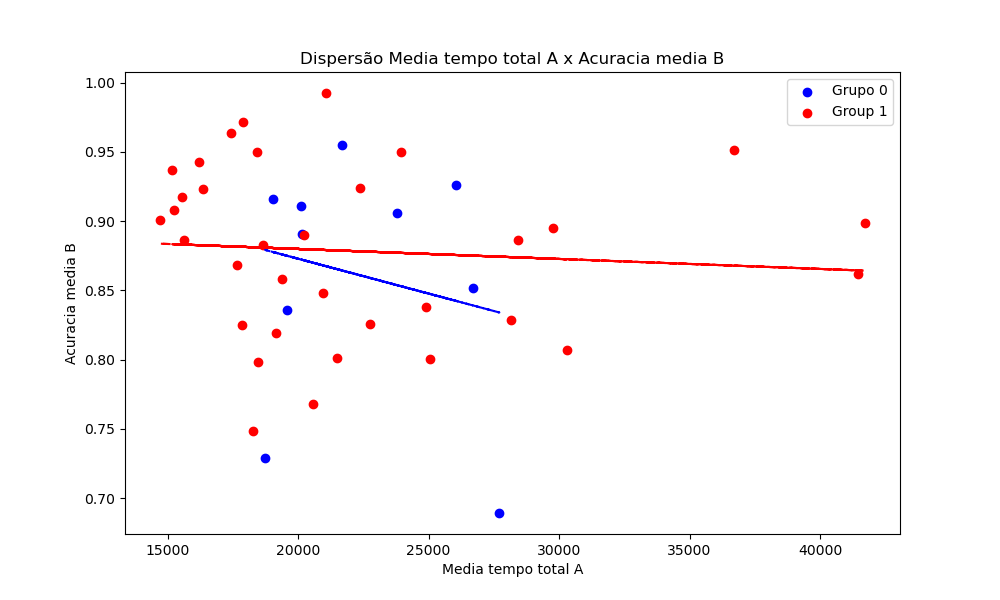 Dispersão Media tempo total A x Acuracia media B
Grupo 0
Group 1
Acuracia media B
1.00
0.95
0.90
0.85
0.80
0.75
0.70
15000 20000 25000 30000 35000 40000
Media tempo total A